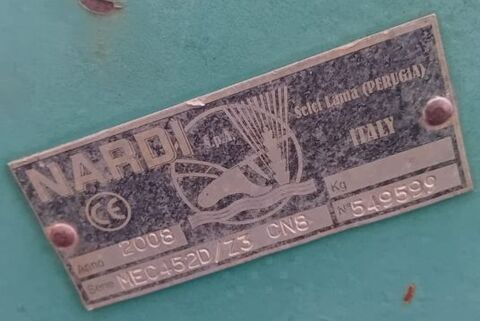 NARDI S.p.A.
Selci Lama (PERUGIA)
ITALY
CE
Kg
Anno 2008
N° 549599
Serie MEC452D/Z3 CN8